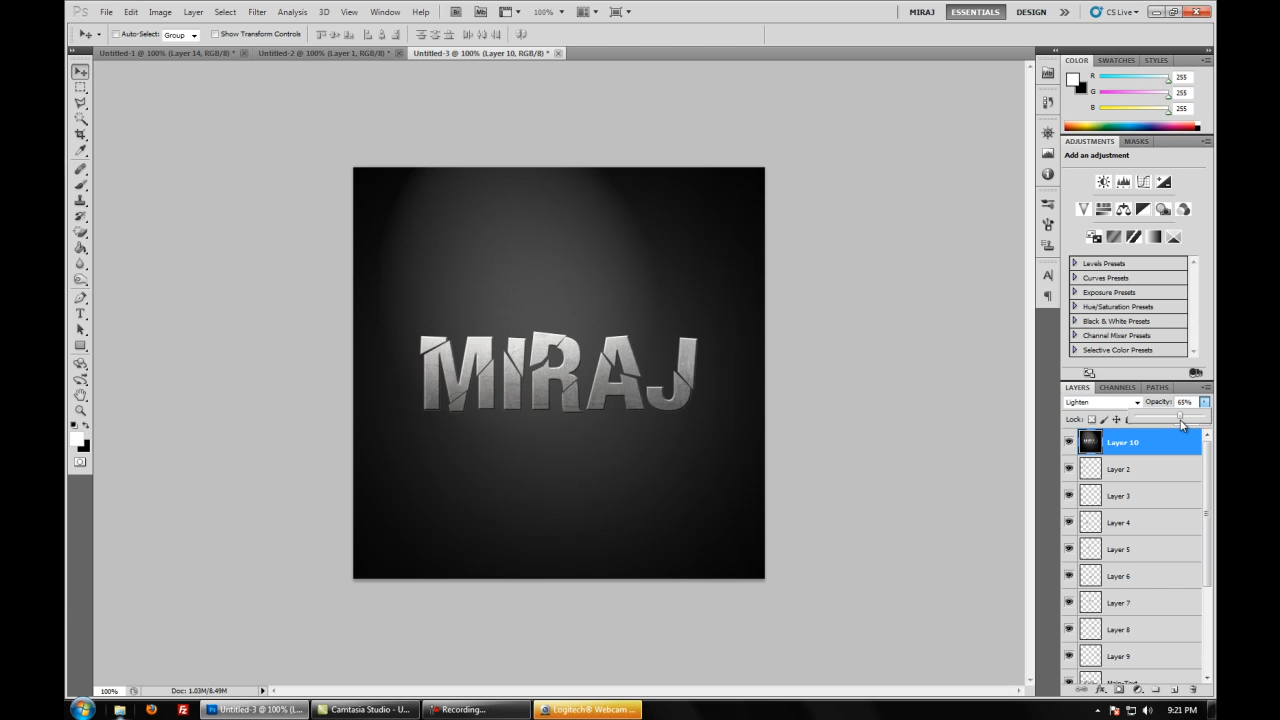 Ps File Edit Image Layer Select Filter Analysis 3D View Window Help Br Mb 100% MIRAJ ESSENTIALS DESIGN CS Live
Auto-Select: Group Show Transform Controls
Untitled-1 @ 100% (Layer 14, RGB/8) * Untitled-2 @ 100% (Layer 1, RGB/8) * Untitled-3 @ 100% (Layer 10, RGB/8) *
COLOR SWATCHES STYLES
R 255
G 255
B 255
ADJUSTMENTS MASKS
Add an adjustment
Levels Presets
Curves Presets
Exposure Presets
Hue/Saturation Presets
Black & White Presets
Channel Mixer Presets
Selective Color Presets
MIRAJ
LAYERS CHANNELS PATHS
Lighten Opacity: 65%
Lock:
Layer 10
Layer 2
Layer 3
Layer 4
Layer 5
Layer 6
Layer 7
Layer 8
Layer 9
Main-Text
100% Doc: 1.03M/8.49M
Untitled-3 @ 100% (L... Camtasia Studio - U... Recording... Logitech® Webcam ... 9:21 PM